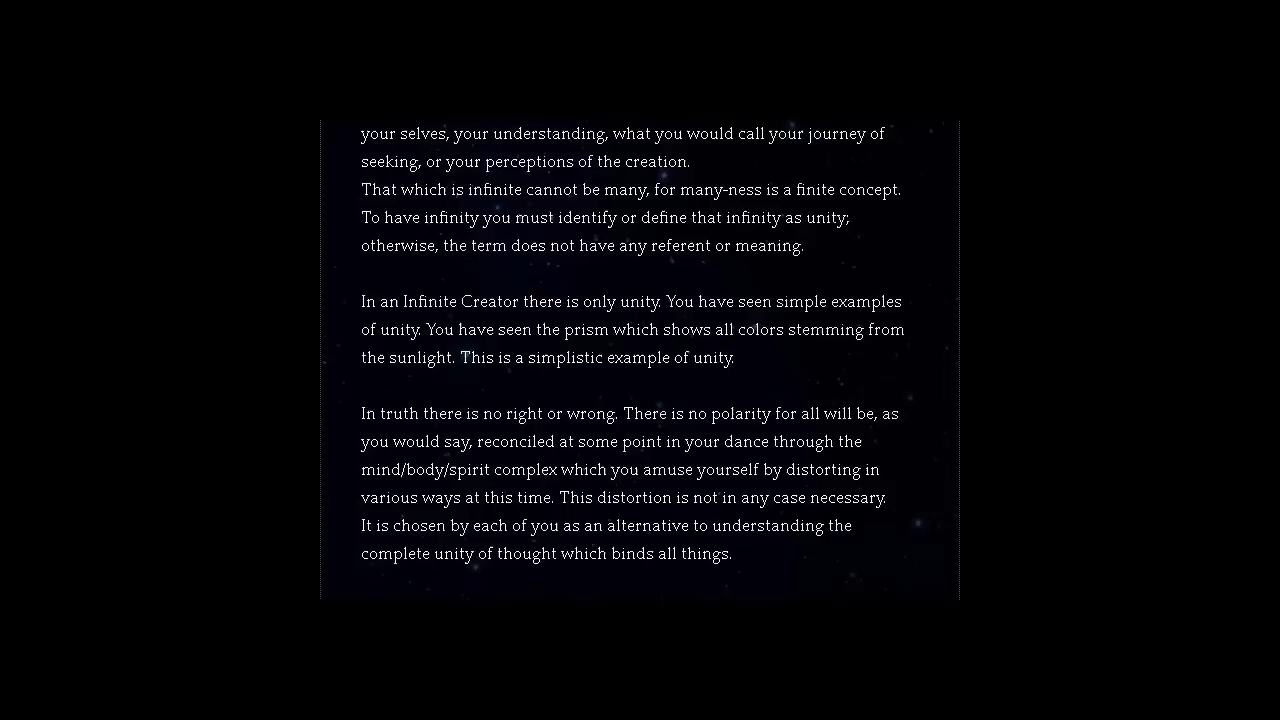 your selves, your understanding, what you would call your journey of
seeking, or your perceptions of the creation.
That which is infinite cannot be many, for many-ness is a finite concept.
To have infinity you must identify or define that infinity as unity;
otherwise, the term does not have any referent or meaning.
In an Infinite Creator there is only unity. You have seen simple examples
of unity. You have seen the prism which shows all colors stemming from
the sunlight. This is a simplistic example of unity.
In truth there is no right or wrong. There is no polarity for all will be, as
you would say, reconciled at some point in your dance through the
mind/body/spirit complex which you amuse yourself by distorting in
various ways at this time. This distortion is not in any case necessary.
It is chosen by each of you as an alternative to understanding the
complete unity of thought which binds all things.